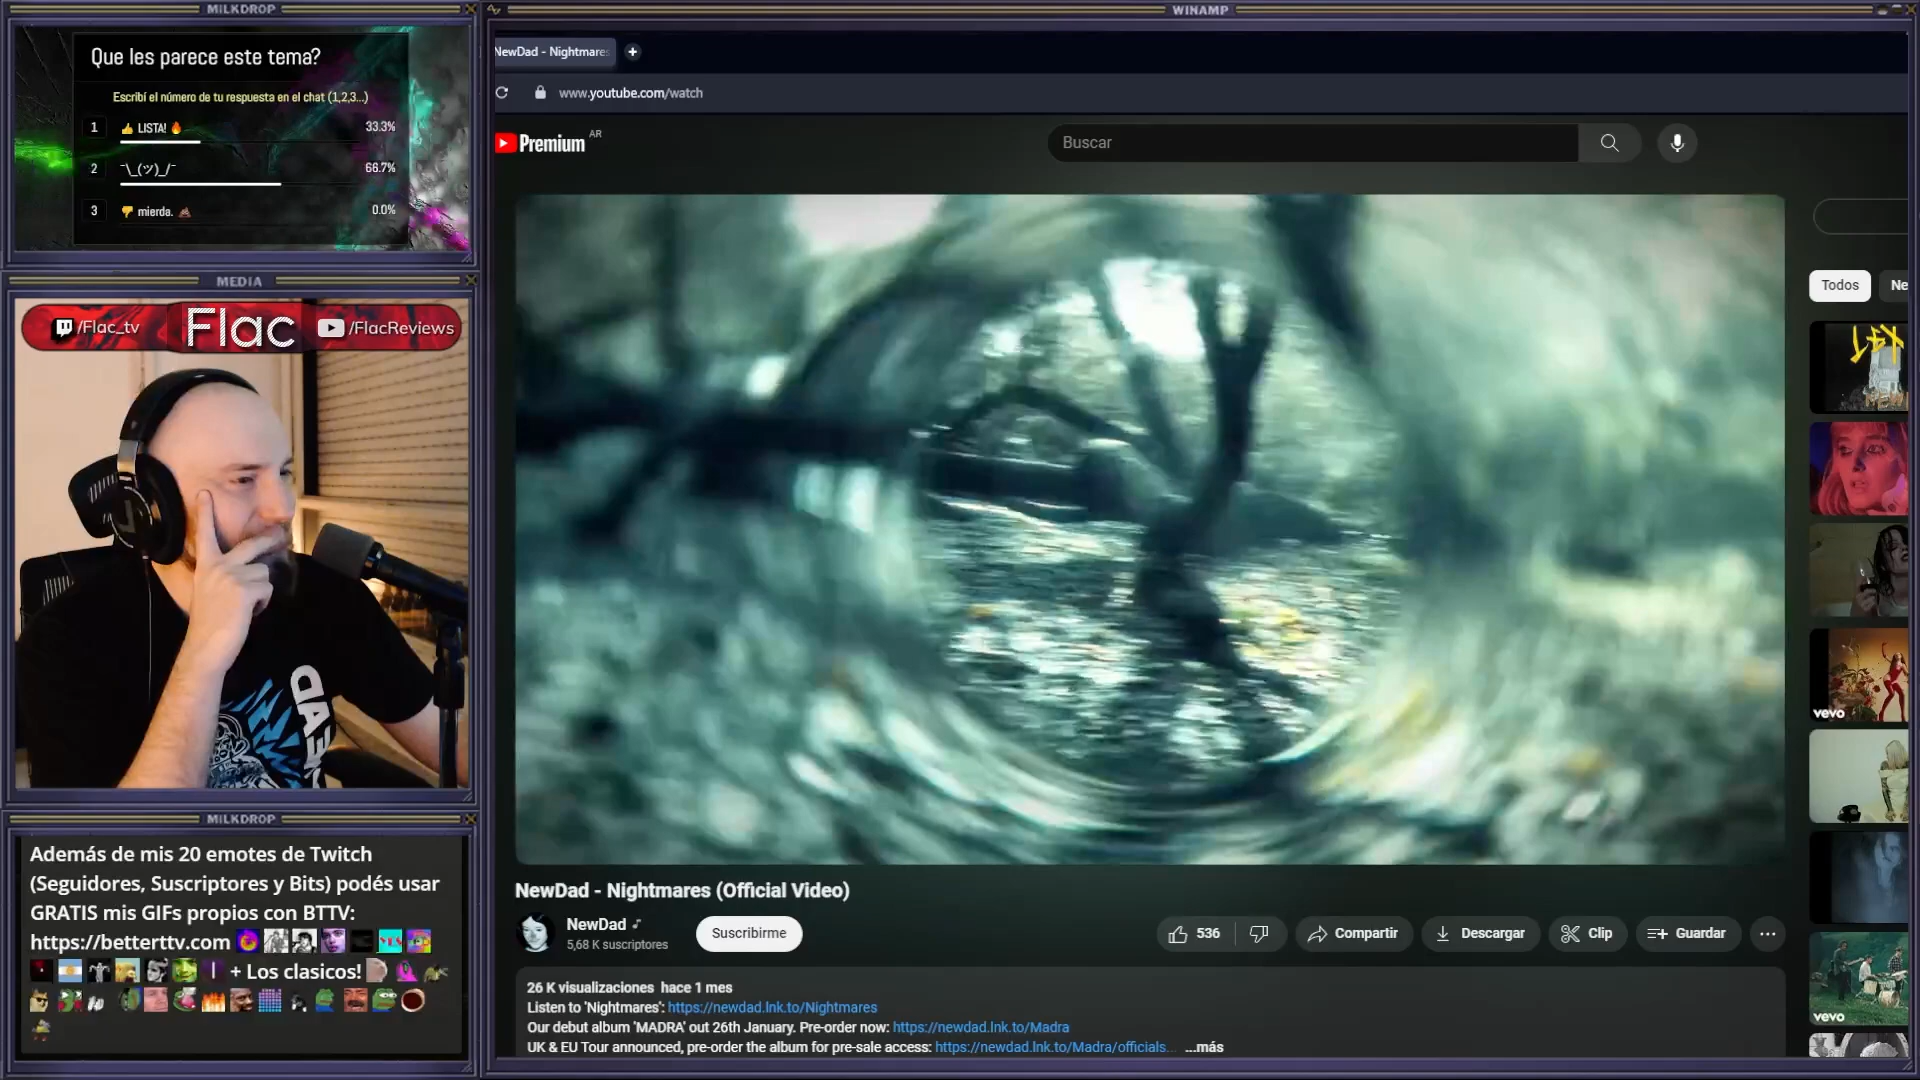 MILKDROP
Que les parece este tema?
Escribí el número de tu respuesta en el chat (1,2,3...)
1 👍 LISTA! 🔥 33.3%
2 ¯\_(ツ)_/¯ 66.7%
3 👎 mierda. 💩 0.0%
MEDIA
/Flac_tv Flac /FlacReviews
DEAD
MILKDROP
Además de mis 20 emotes de Twitch
(Seguidores, Suscriptores y Bits) podés usar
GRATIS mis GIFs propios con BTTV:
https://betterttv.com
+ Los clasicos!
WINAMP
NewDad - Nightmares
www.youtube.com/watch
Premium AR
Buscar
Todos
Ne
vevo
vevo
NewDad - Nightmares (Official Video)
NewDad
5,68 K suscriptores
Suscribirme
536
Compartir
Descargar
Clip
Guardar
26 K visualizaciones hace 1 mes
Listen to 'Nightmares': https://newdad.lnk.to/Nightmares
Our debut album 'MADRA' out 26th January. Pre-order now: https://newdad.lnk.to/Madra
UK & EU Tour announced, pre-order the album for pre-sale access: https://newdad.lnk.to/Madra/officials... ...más